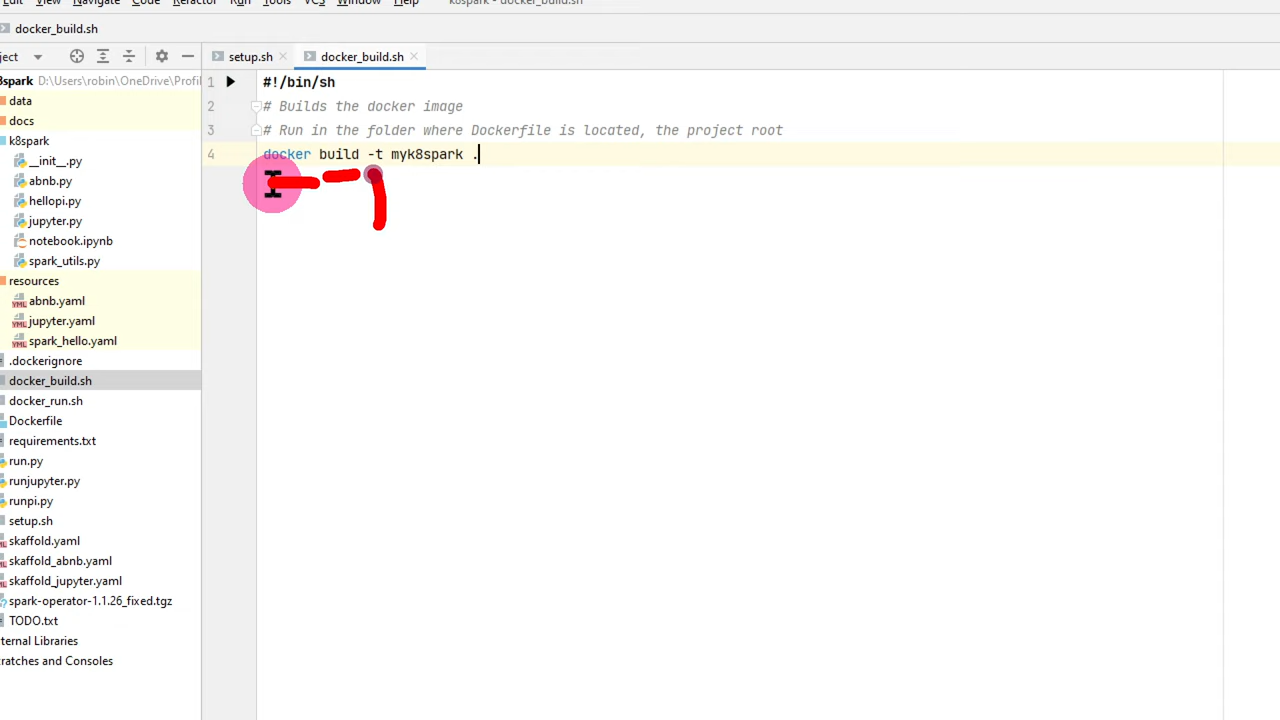 Edit View Navigate Code Refactor Run Tools VCS Window Help k8spark - docker_build.sh
docker_build.sh
ject
setup.sh
docker_build.sh
8spark D:\Users\robin\OneDrive\Profil
data
docs
k8spark
__init__.py
abnb.py
hellopi.py
jupyter.py
notebook.ipynb
spark_utils.py
resources
abnb.yaml
jupyter.yaml
spark_hello.yaml
.dockerignore
docker_build.sh
docker_run.sh
Dockerfile
requirements.txt
run.py
runjupyter.py
runpi.py
setup.sh
skaffold.yaml
skaffold_abnb.yaml
skaffold_jupyter.yaml
spark-operator-1.1.26_fixed.tgz
TODO.txt
ternal Libraries
ratches and Consoles
1 #!/bin/sh
2 # Builds the docker image
3 # Run in the folder where Dockerfile is located, the project root
4 docker build -t myk8spark .